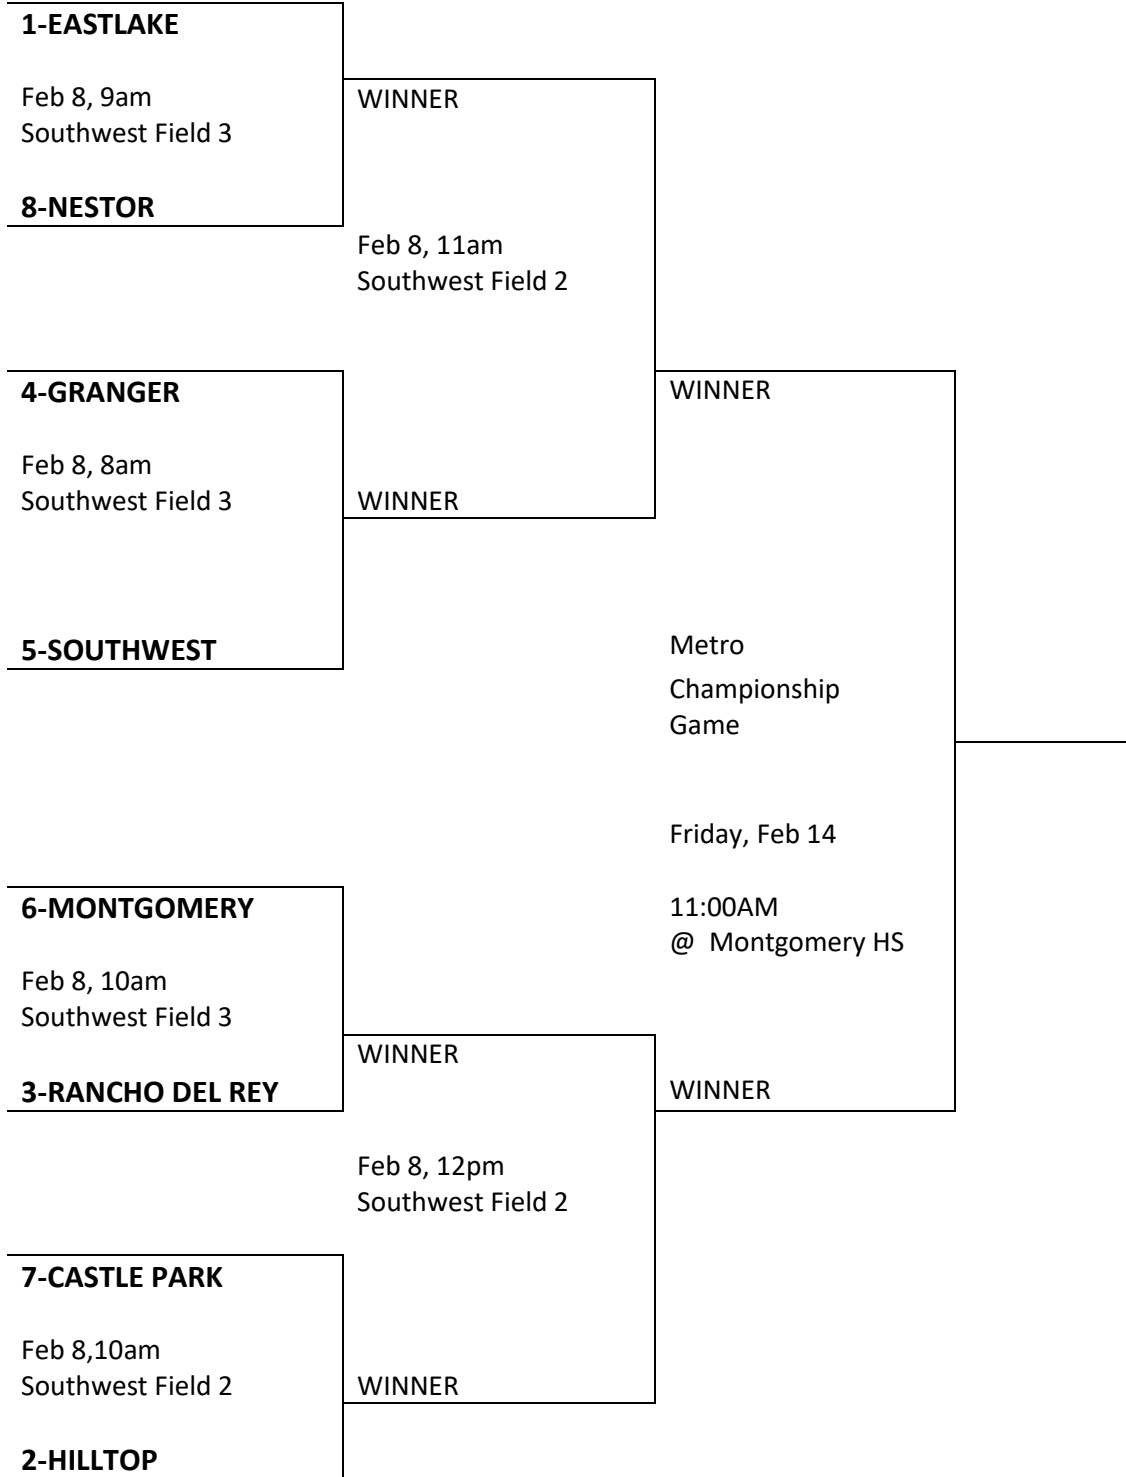 1-EASTLAKE
Feb 8, 9am
Southwest Field 3
8-NESTOR
WINNER
Feb 8, 11am
Southwest Field 2
4-GRANGER
Feb 8, 8am
Southwest Field 3
5-SOUTHWEST
WINNER
WINNER
Metro
Championship
Game
Friday, Feb 14
11:00AM
@ Montgomery HS
6-MONTGOMERY
Feb 8, 10am
Southwest Field 3
3-RANCHO DEL REY
WINNER
Feb 8, 12pm
Southwest Field 2
WINNER
7-CASTLE PARK
Feb 8,10am
Southwest Field 2
2-HILLTOP
WINNER